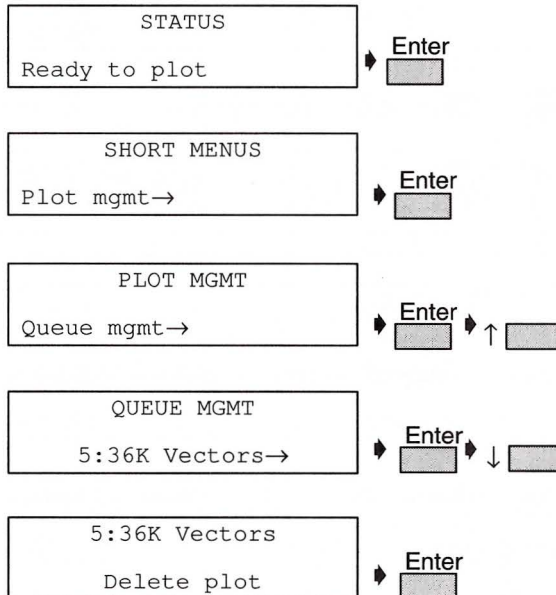 STATUS
Enter
Ready to plot
SHORT MENUS
Enter
Plot mgmt→
PLOT MGMT
Enter
Queue mgmt→
↑
QUEUE MGMT
Enter
5:36K Vectors→
↓
5:36K Vectors
Enter
Delete plot